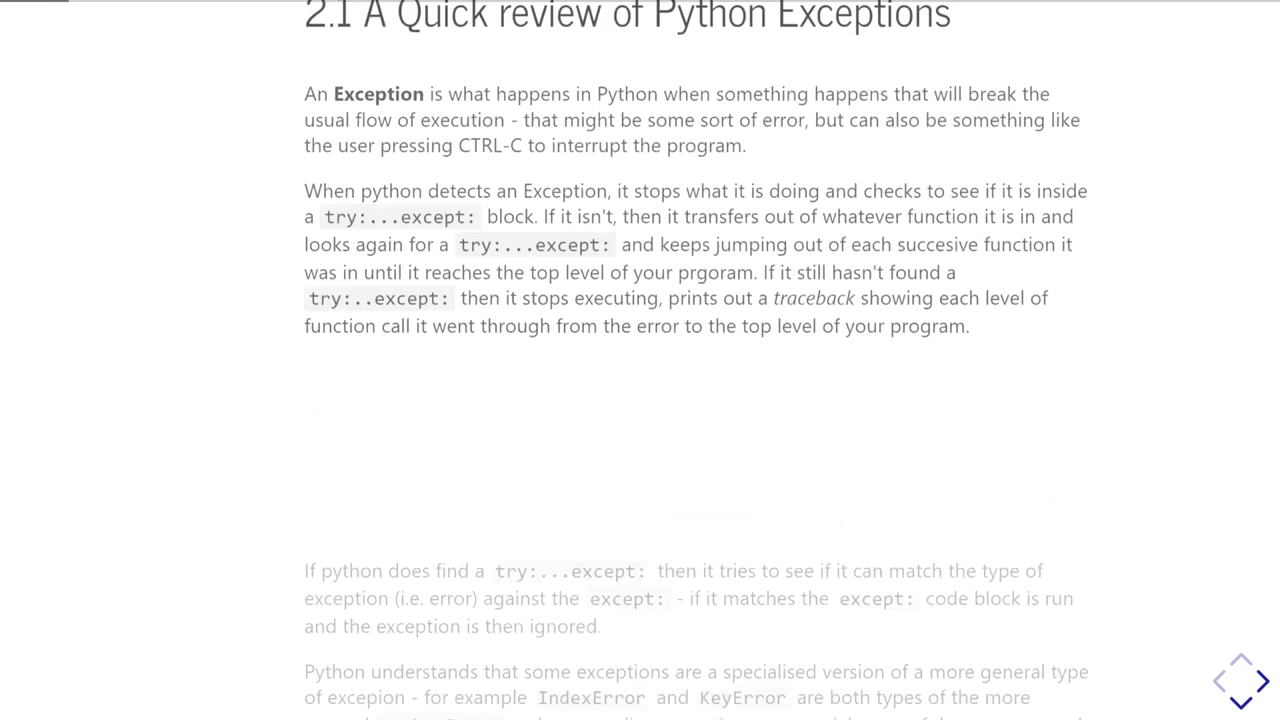 2.1 A Quick review of Python Exceptions
An Exception is what happens in Python when something happens that will break the
usual flow of execution - that might be some sort of error, but can also be something like
the user pressing CTRL-C to interrupt the program.
When python detects an Exception, it stops what it is doing and checks to see if it is inside
a try:...except: block. If it isn't, then it transfers out of whatever function it is in and
looks again for a try:...except: and keeps jumping out of each succesive function it
was in until it reaches the top level of your prgoram. If it still hasn't found a
try:..except: then it stops executing, prints out a traceback showing each level of
function call it went through from the error to the top level of your program.
If python does find a try:...except: then it tries to see if it can match the type of
exception (i.e. error) against the except: - if it matches the except: code block is run
and the exception is then ignored.
Python understands that some exceptions are a specialised version of a more general type
of excepion - for example IndexError and KeyError are both types of the more